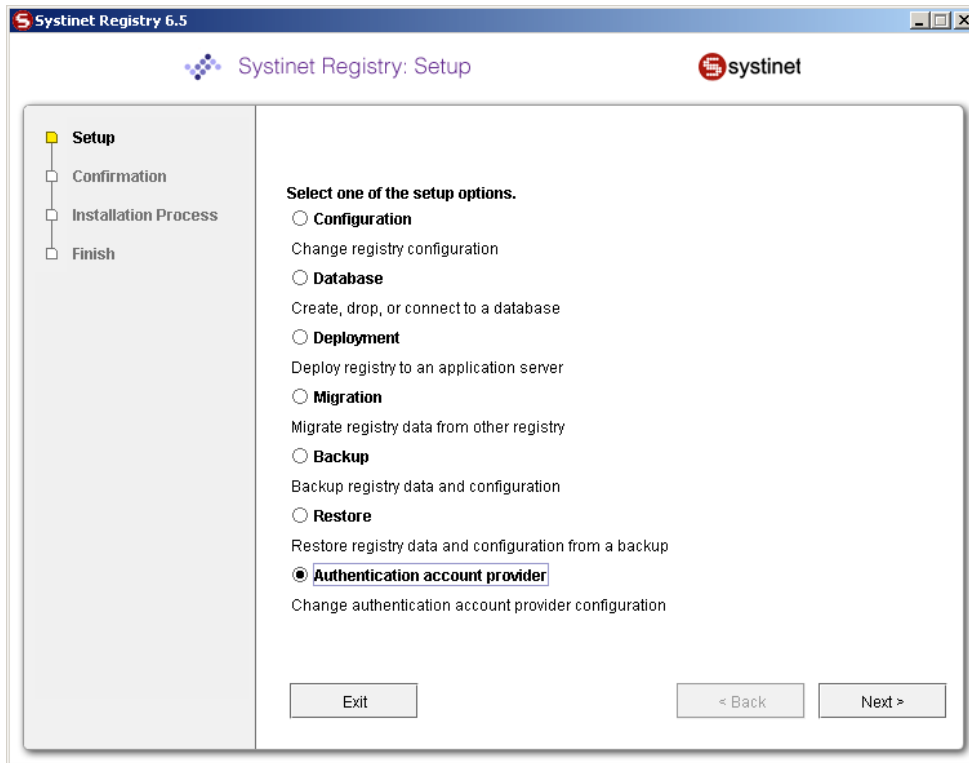 Systinet Registry 6.5
Systinet Registry: Setup
systinet
Setup
Confirmation
Installation Process
Finish
Select one of the setup options.
Configuration
Change registry configuration
Database
Create, drop, or connect to a database
Deployment
Deploy registry to an application server
Migration
Migrate registry data from other registry
Backup
Backup registry data and configuration
Restore
Restore registry data and configuration from a backup
Authentication account provider
Change authentication account provider configuration
Exit
< Back
Next >